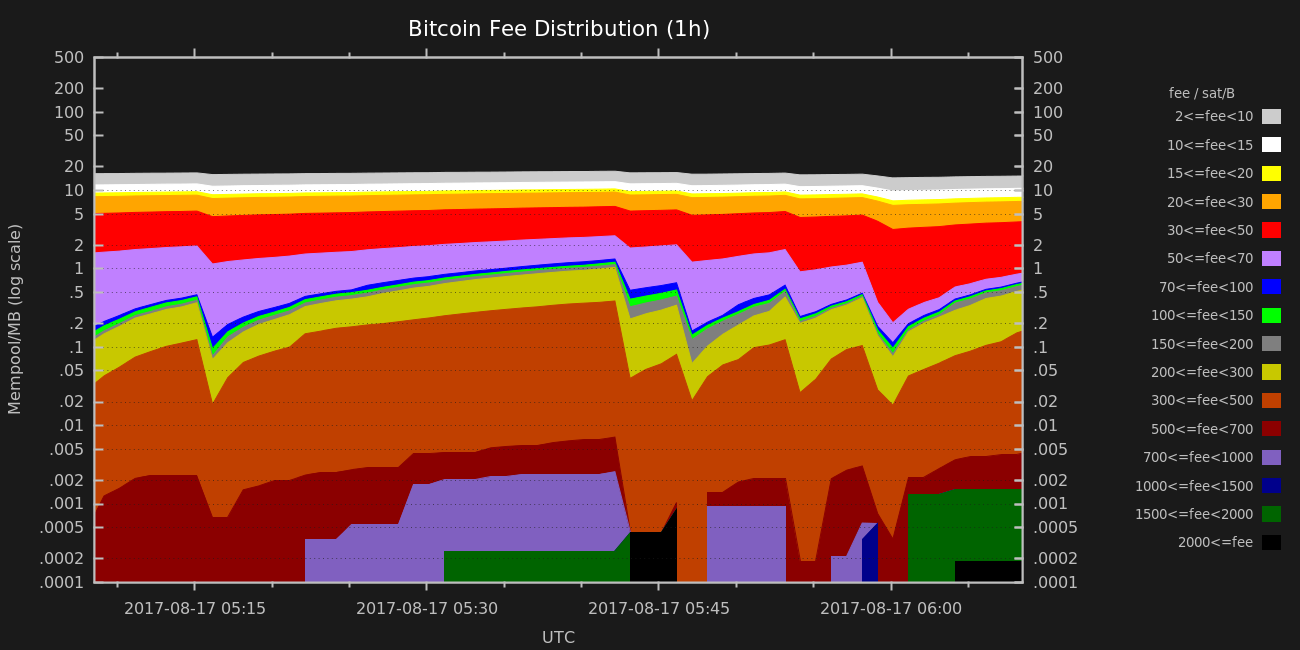 Bitcoin Fee Distribution (1h)
500
200
100
50
20
10
5
2
1
.5
.2
.1
.05
.02
.01
.005
.002
.001
.0005
.0002
.0001
Mempool/MB (log scale)
500
200
100
50
20
10
5
2
1
.5
.2
.1
.05
.02
.01
.005
.002
.001
.0005
.0002
.0001
2017-08-17 05:15
2017-08-17 05:30
2017-08-17 05:45
2017-08-17 06:00
UTC
fee / sat/B
2<=fee<10
10<=fee<15
15<=fee<20
20<=fee<30
30<=fee<50
50<=fee<70
70<=fee<100
100<=fee<150
150<=fee<200
200<=fee<300
300<=fee<500
500<=fee<700
700<=fee<1000
1000<=fee<1500
1500<=fee<2000
2000<=fee